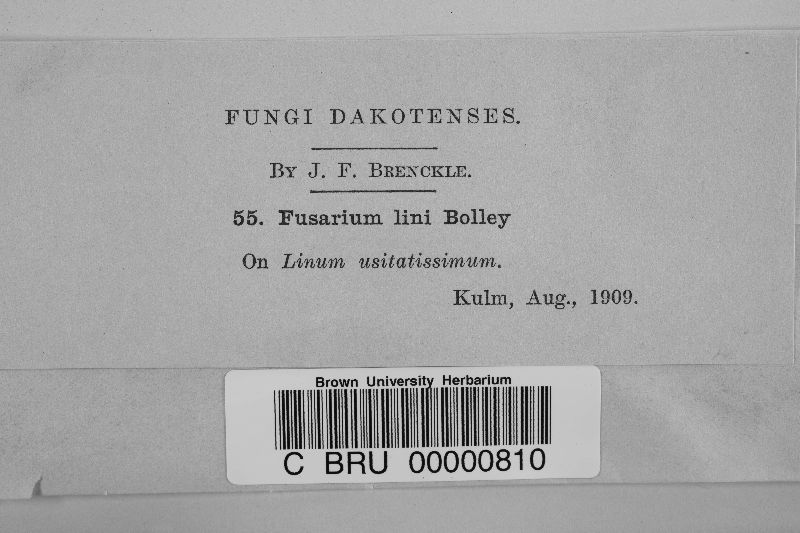 FUNGI DAKOTENSES.
By J. F. Brenckle.
55. Fusarium lini Bolley
On Linum usitatissimum.
Kulm, Aug., 1909.
Brown University Herbarium
C BRU 00000810